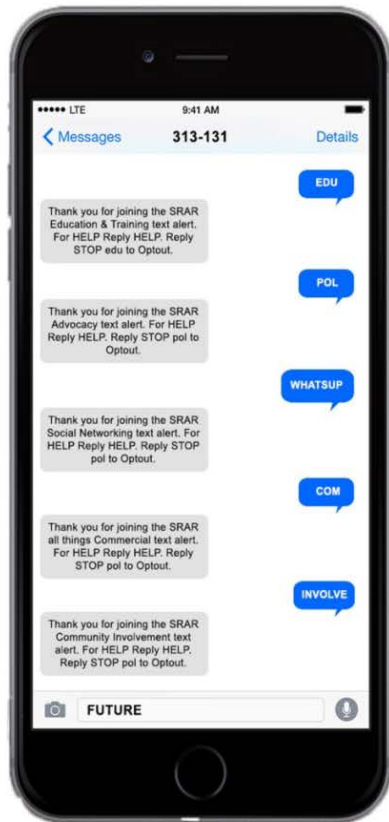 LTE 9:41 AM
Messages 313-131 Details
EDU
Thank you for joining the SRAR
Education & Training text alert.
For HELP Reply HELP. Reply
STOP edu to Optout.
POL
Thank you for joining the SRAR
Advocacy text alert. For HELP
Reply HELP. Reply STOP pol to
Optout.
WHATSUP
Thank you for joining the SRAR
Social Networking text alert. For
HELP Reply HELP. Reply STOP
pol to Optout.
COM
Thank you for joining the SRAR
all things Commercial text alert.
For HELP Reply HELP. Reply
STOP pol to Optout.
INVOLVE
Thank you for joining the SRAR
Community Involvement text
alert. For HELP Reply HELP.
Reply STOP pol to Optout.
FUTURE